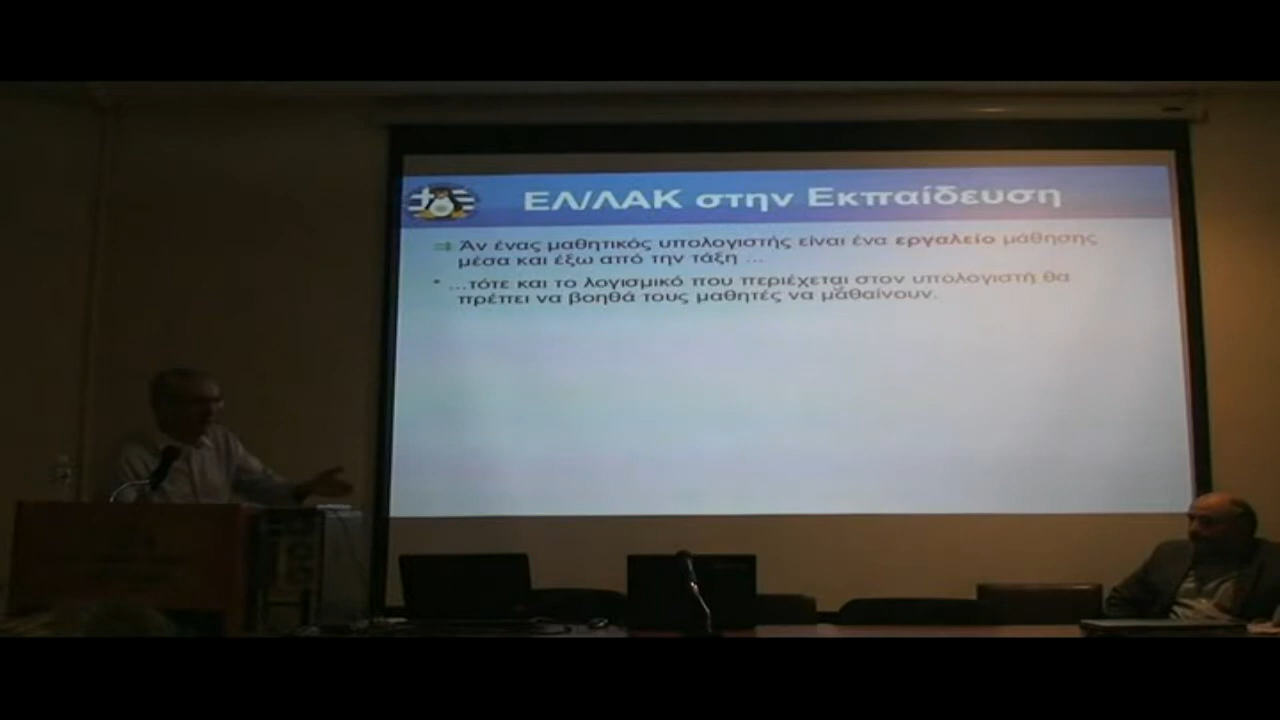 ΕΛ/ΛΑΚ στην Εκπαίδευση
Άν ένας μαθητικός υπολογιστής είναι ένα εργαλείο μάθησης
μέσα και έξω από την τάξη ...
...τότε και το λογισμικό που περιέχεται στον υπολογιστή θα
πρέπει να βοηθά τους μαθητές να μαθαίνουν.